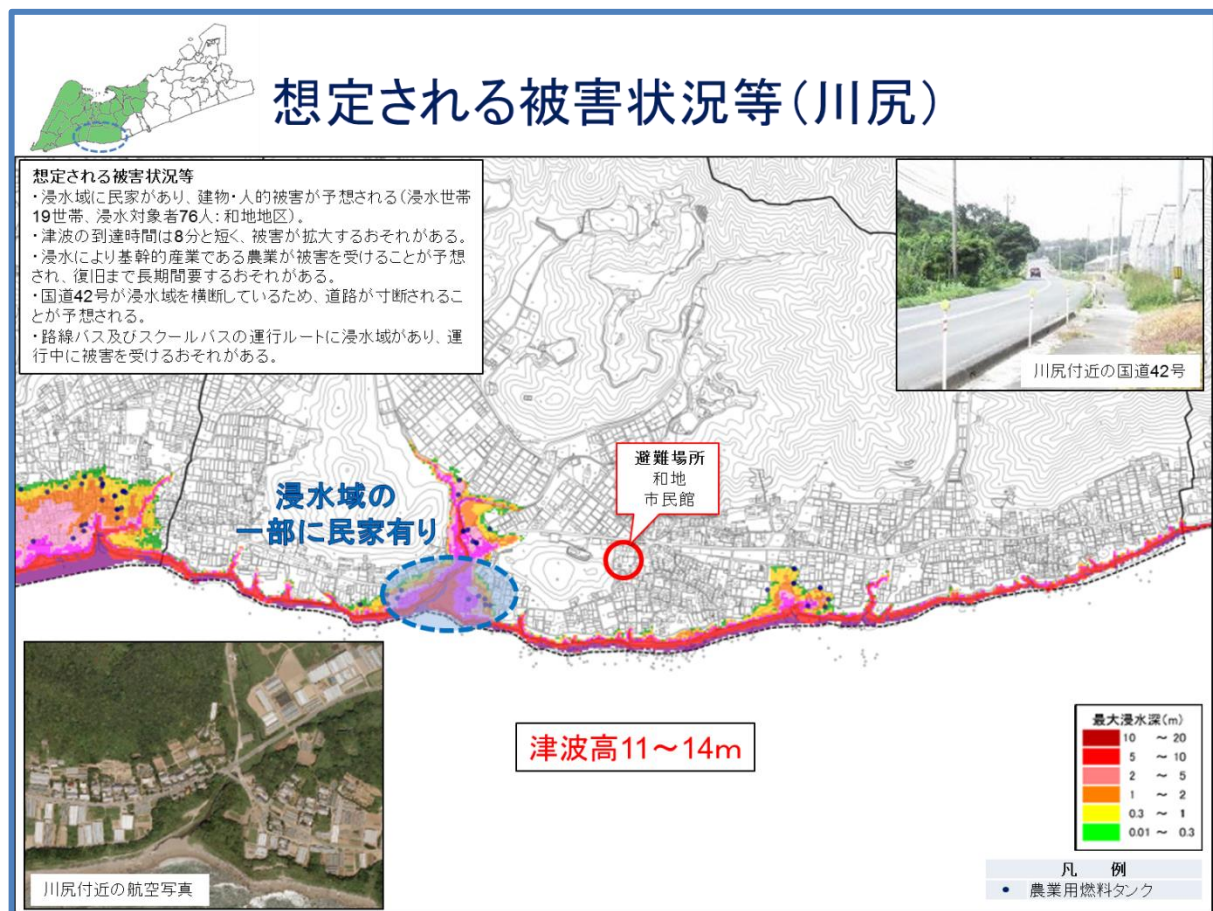 想定される被害状況等(川尻)
想定される被害状況等
・浸水域に民家があり、建物・人的被害が予想される(浸水世帯
19世帯、浸水対象者76人:和地地区)。
・津波の到達時間は8分と短く、被害が拡大するおそれがある。
・浸水により基幹的産業である農業が被害を受けることが予想
され、復旧まで長期間要するおそれがある。
・国道42号が浸水域を横断しているため、道路が寸断されるこ
とが予想される。
・路線バス及びスクールバスの運行ルートに浸水域があり、運
行中に被害を受けるおそれがある。
川尻付近の国道42号
避難場所
和地
市民館
浸水域の
一部に民家有り
津波高11~14m
川尻付近の航空写真
最大浸水深(m)
10 ~ 20
5 ~ 10
2 ~ 5
1 ~ 2
0.3 ~ 1
0.01 ~ 0.3
凡 例
・ 農業用燃料タンク